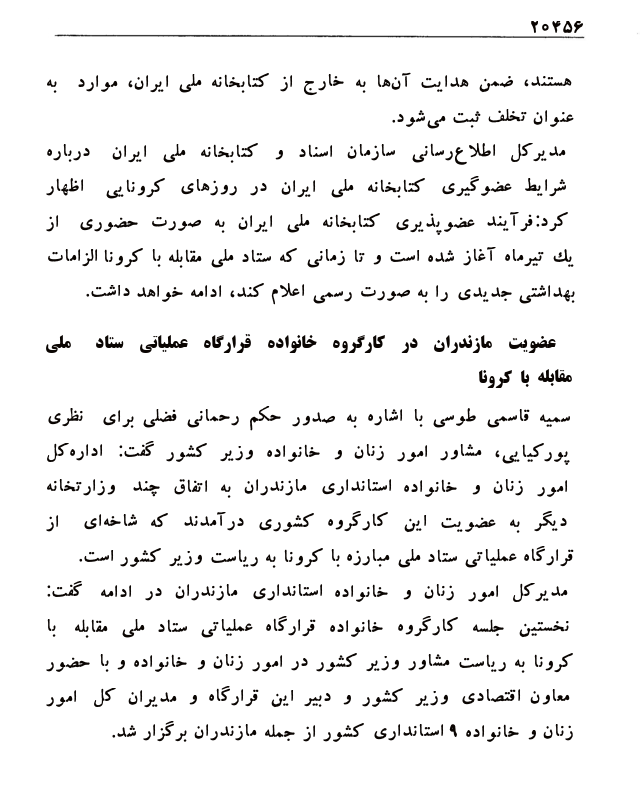 ۲۰۴۵۶
هستند، ضمن هدایت آن‌ها به خارج از کتابخانه ملی ایران، موارد به
عنوان تخلف ثبت می‌شود.
مدیرکل اطلاع‌رسانی سازمان اسناد و کتابخانه ملی ایران درباره
شرایط عضوگیری کتابخانه ملی ایران در روزهای کرونایی اظهار
کرد:فرآیند عضوپذیری کتابخانه ملی ایران به صورت حضوری از
یك تیرماه آغاز شده است و تا زمانی که ستاد ملی مقابله با کرونا الزامات
بهداشتی جدیدی را به صورت رسمی اعلام کند، ادامه خواهد داشت.
عضویت مازندران در کارگروه خانواده قرارگاه عملیاتی ستاد ملی
مقابله با کرونا
سمیه قاسمی طوسی با اشاره به صدور حکم رحمانی فضلی برای نظری
پورکیایی، مشاور امور زنان و خانواده وزیر کشور گفت: اداره‌کل
امور زنان و خانواده استانداری مازندران به اتفاق چند وزارتخانه
دیگر به عضویت این کارگروه کشوری درآمدند که شاخه‌ای از
قرارگاه عملیاتی ستاد ملی مبارزه با کرونا به ریاست وزیر کشور است.
مدیرکل امور زنان و خانواده استانداری مازندران در ادامه گفت:
نخستین جلسه کارگروه خانواده قرارگاه عملیاتی ستاد ملی مقابله با
کرونا به ریاست مشاور وزیر کشور در امور زنان و خانواده و با حضور
معاون اقتصادی وزیر کشور و دبیر این قرارگاه و مدیران کل امور
زنان و خانواده ۹ استانداری کشور از جمله مازندران برگزار شد.